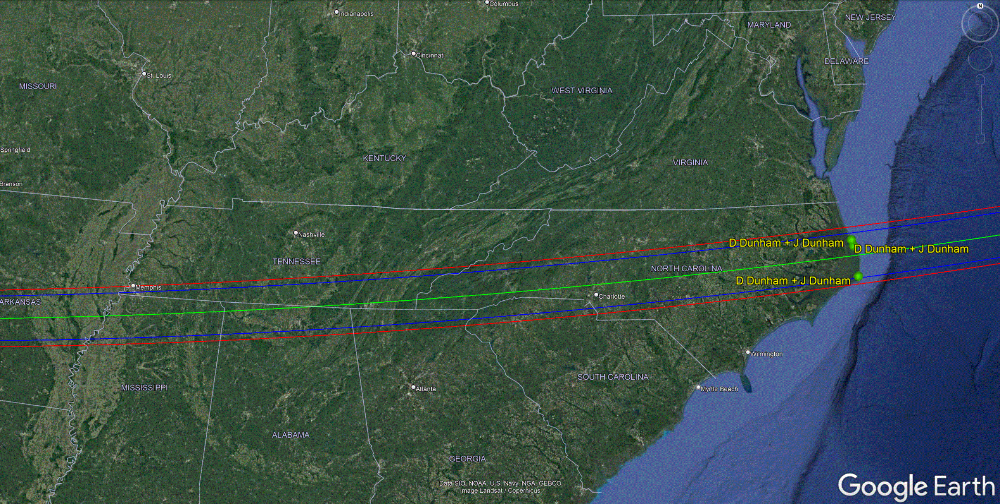 Columbus
Indianapolis
N
NEW JERSEY
MARYLAND
Cincinnati
DELAWARE
St. Louis
MISSOURI
WEST VIRGINIA
Springfield
KENTUCKY
VIRGINIA
Branson
Nashville
D Dunham + J Dunham
D Dunham + J Dunham
TENNESSEE
NORTH CAROLINA
D Dunham + J Dunham
Memphis
Charlotte
ARKANSAS
Wilmington
SOUTH CAROLINA
MISSISSIPPI
Atlanta
Myrtle Beach
ALABAMA
GEORGIA
Data SIO, NOAA, U.S. Navy, NGA, GEBCO
Image Landsat / Copernicus
Google Earth